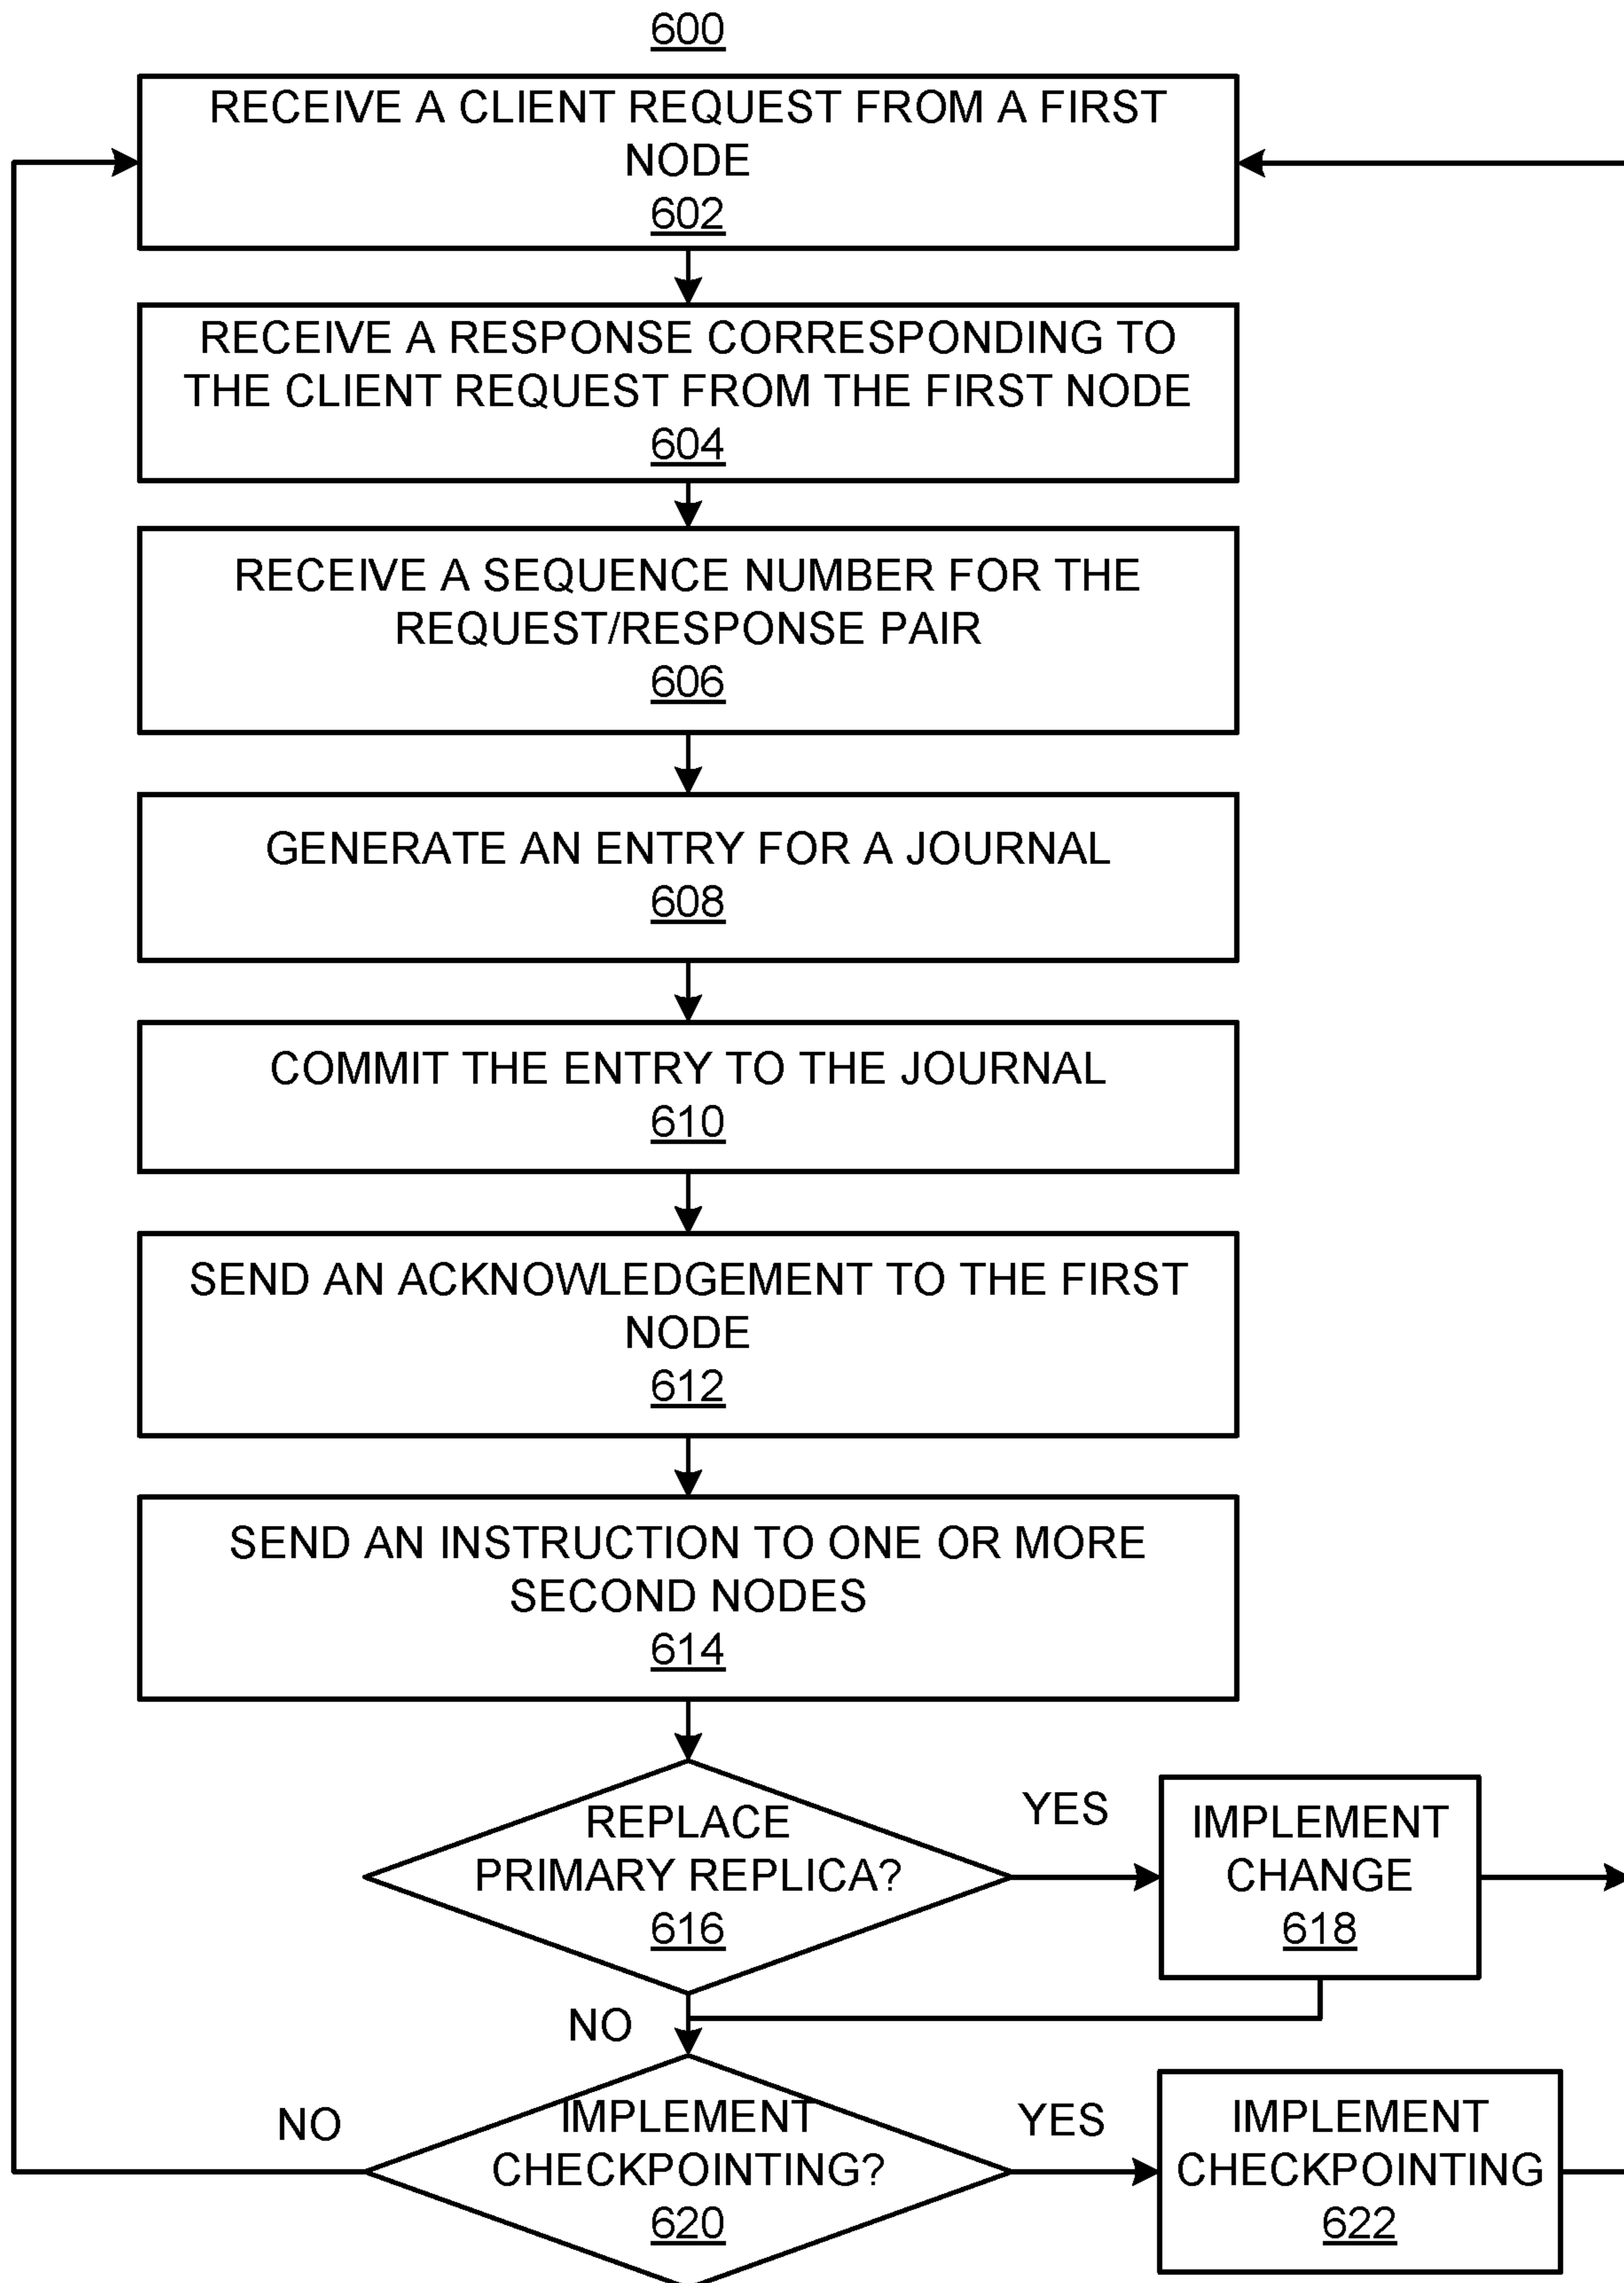 600
RECEIVE A CLIENT REQUEST FROM A FIRST
NODE
602
RECEIVE A RESPONSE CORRESPONDING TO
THE CLIENT REQUEST FROM THE FIRST NODE
604
RECEIVE A SEQUENCE NUMBER FOR THE
REQUEST/RESPONSE PAIR
606
GENERATE AN ENTRY FOR A JOURNAL
608
COMMIT THE ENTRY TO THE JOURNAL
610
SEND AN ACKNOWLEDGEMENT TO THE FIRST
NODE
612
SEND AN INSTRUCTION TO ONE OR MORE
SECOND NODES
614
REPLACE
PRIMARY REPLICA?
616
YES
IMPLEMENT
CHANGE
618
NO
IMPLEMENT
CHECKPOINTING?
620
NO
YES
IMPLEMENT
CHECKPOINTING
622